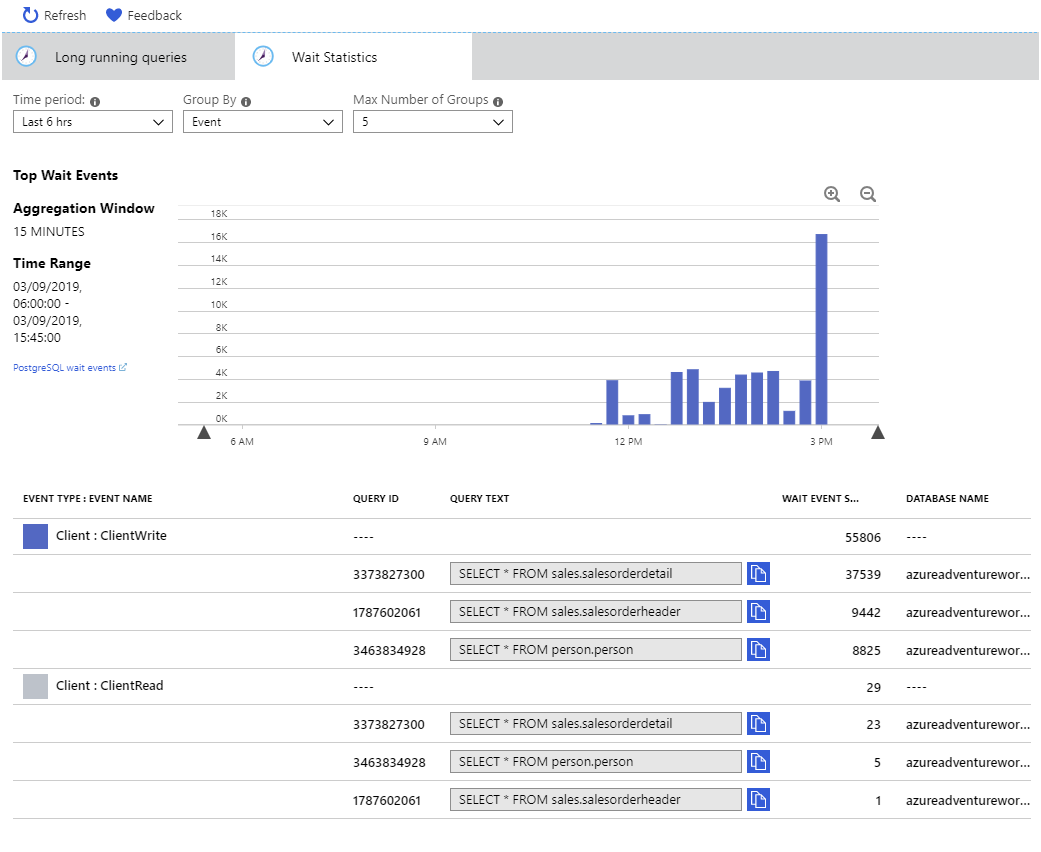 Refresh Feedback
Long running queries Wait Statistics
Time period: Group By Max Number of Groups
Last 6 hrs Event 5
Top Wait Events
Aggregation Window
15 MINUTES
Time Range
03/09/2019,
06:00:00 -
03/09/2019,
15:45:00
PostgreSQL wait events
18K
16K
14K
12K
10K
8K
6K
4K
2K
0K
6 AM 9 AM 12 PM 3 PM
EVENT TYPE : EVENT NAME QUERY ID QUERY TEXT WAIT EVENT S... DATABASE NAME
Client : ClientWrite ---- 55806 ----
3373827300 SELECT * FROM sales.salesorderdetail 37539 azureadventurewor...
1787602061 SELECT * FROM sales.salesorderheader 9442 azureadventurewor...
3463834928 SELECT * FROM person.person 8825 azureadventurewor...
Client : ClientRead ---- 29 ----
3373827300 SELECT * FROM sales.salesorderdetail 23 azureadventurewor...
3463834928 SELECT * FROM person.person 5 azureadventurewor...
1787602061 SELECT * FROM sales.salesorderheader 1 azureadventurewor...